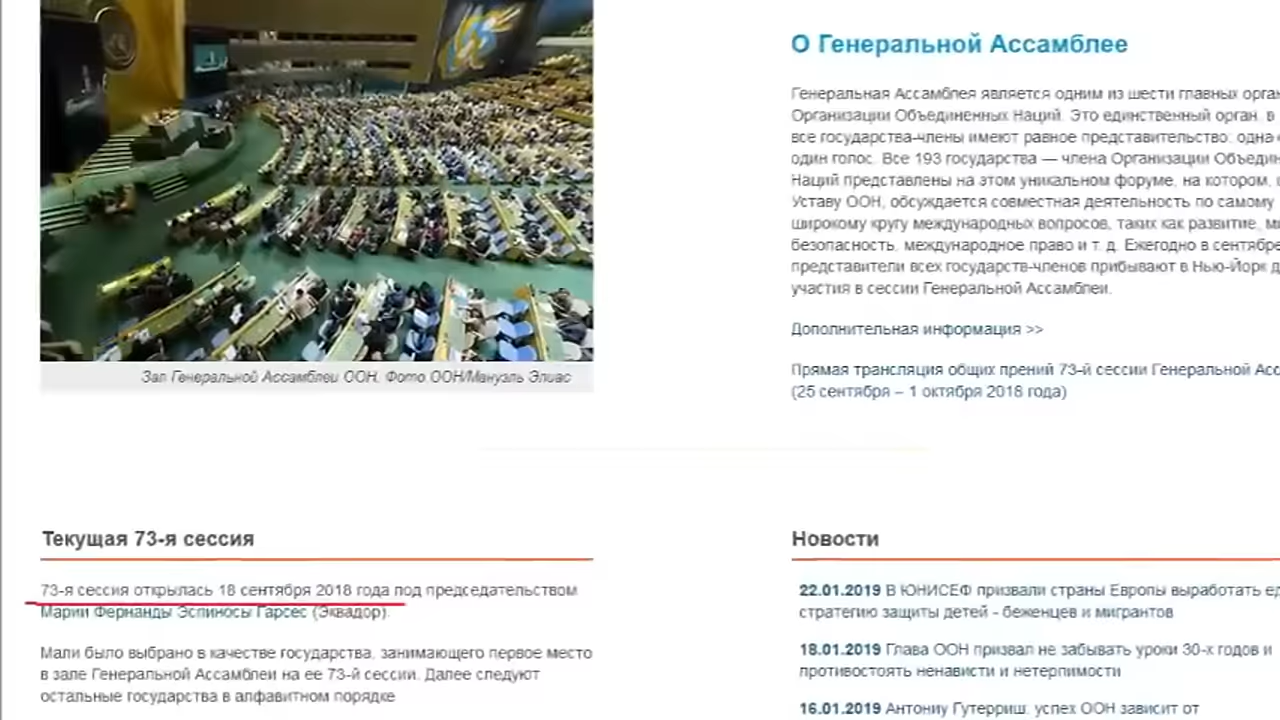 О Генеральной Ассамблее
Генеральная Ассамблея является одним из шести главных
Организации Объединенных Наций. Это единственный орган, в
все государства-члены имеют равное представительство: одна
один голос. Все 193 государства — члена Организации
Наций представлены на этом уникальном форуме, на котором,
Уставу ООН, обсуждается совместная деятельность по самому
широкому кругу международных вопросов, таких как развитие,
безопасность, международное право и т. д. Ежегодно в сентябре
представители всех государств-членов прибывают в Нью-Йорк
участия в сессии Генеральной Ассамблеи.
Дополнительная информация >>
Прямая трансляция общих прений 73-й сессии Генеральной
(25 сентября – 1 октября 2018 года)
Зал Генеральной Ассамблеи ООН. Фото ООН/Мануэль Элиас
Текущая 73-я сессия
73-я сессия открылась 18 сентября 2018 года под председательством
Марии Фернанды Эспиносы Гарсес (Эквадор).
Мали было выбрано в качестве государства, занимающего первое место
в зале Генеральной Ассамблеи на ее 73-й сессии. Далее следуют
остальные государства в алфавитном порядке
Новости
22.01.2019 В ЮНИСЕФ призвали страны Европы выработать
стратегию защиты детей - беженцев и мигрантов
18.01.2019 Глава ООН призвал не забывать уроки 30-х годов и
противостоять ненависти и нетерпимости
16.01.2019 Антониу Гутерриш: успех ООН зависит от